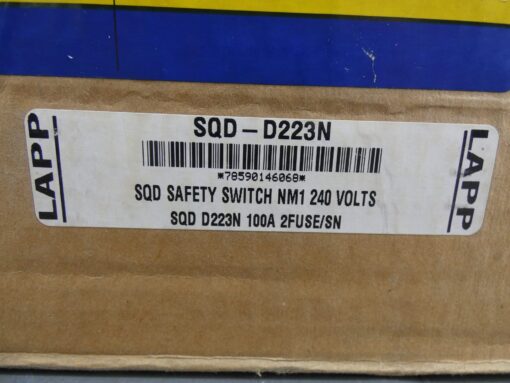 LAPP
SQD-D223N
*78590146068*
SQD SAFETY SWITCH NM1 240 VOLTS
SQD D223N 100A 2FUSE/SN
LAPP